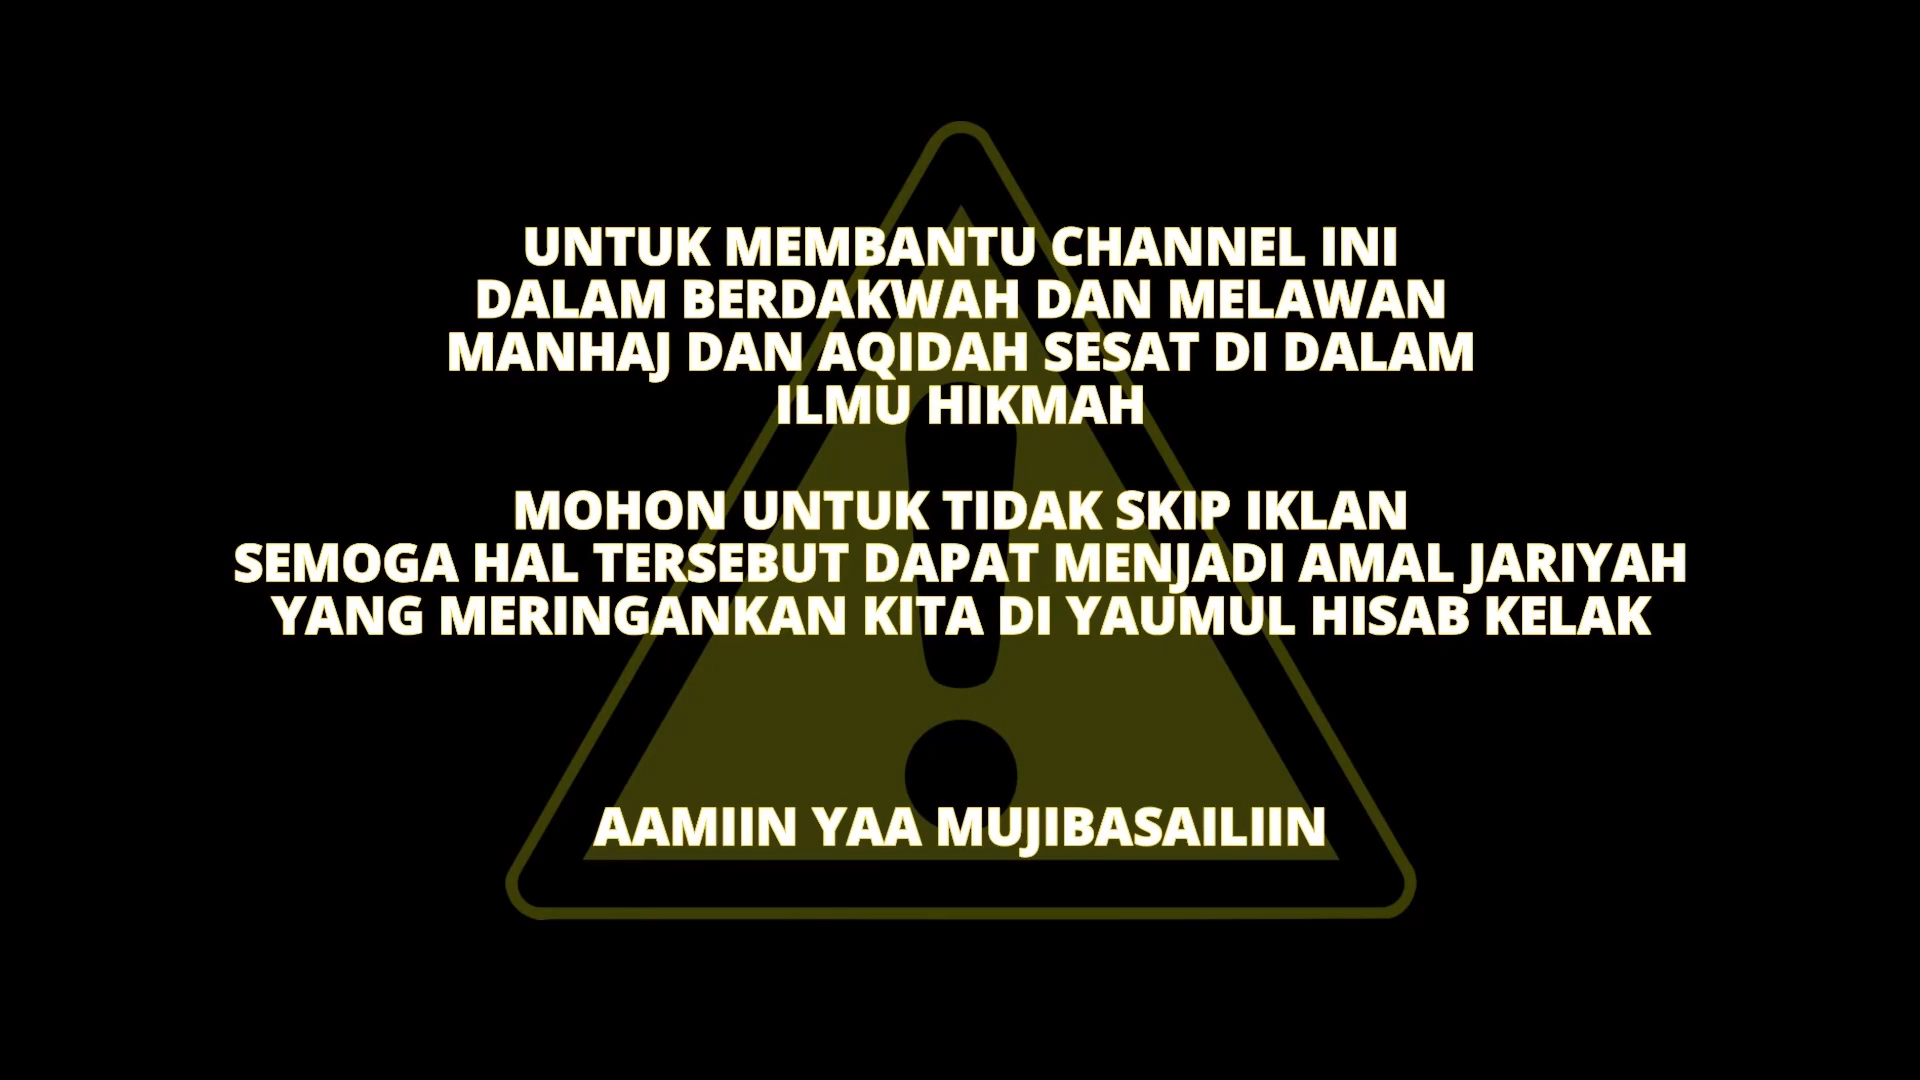 UNTUK MEMBANTU CHANNEL INI
DALAM BERDAKWAH DAN MELAWAN
MANHAJ DAN AQIDAH SESAT DI DALAM
ILMU HIKMAH
MOHON UNTUK TIDAK SKIP IKLAN
SEMOGA HAL TERSEBUT DAPAT MENJADI AMAL JARIYAH
YANG MERINGANKAN KITA DI YAUMUL HISAB KELAK
AAMIIN YAA MUJIBASAILIIN